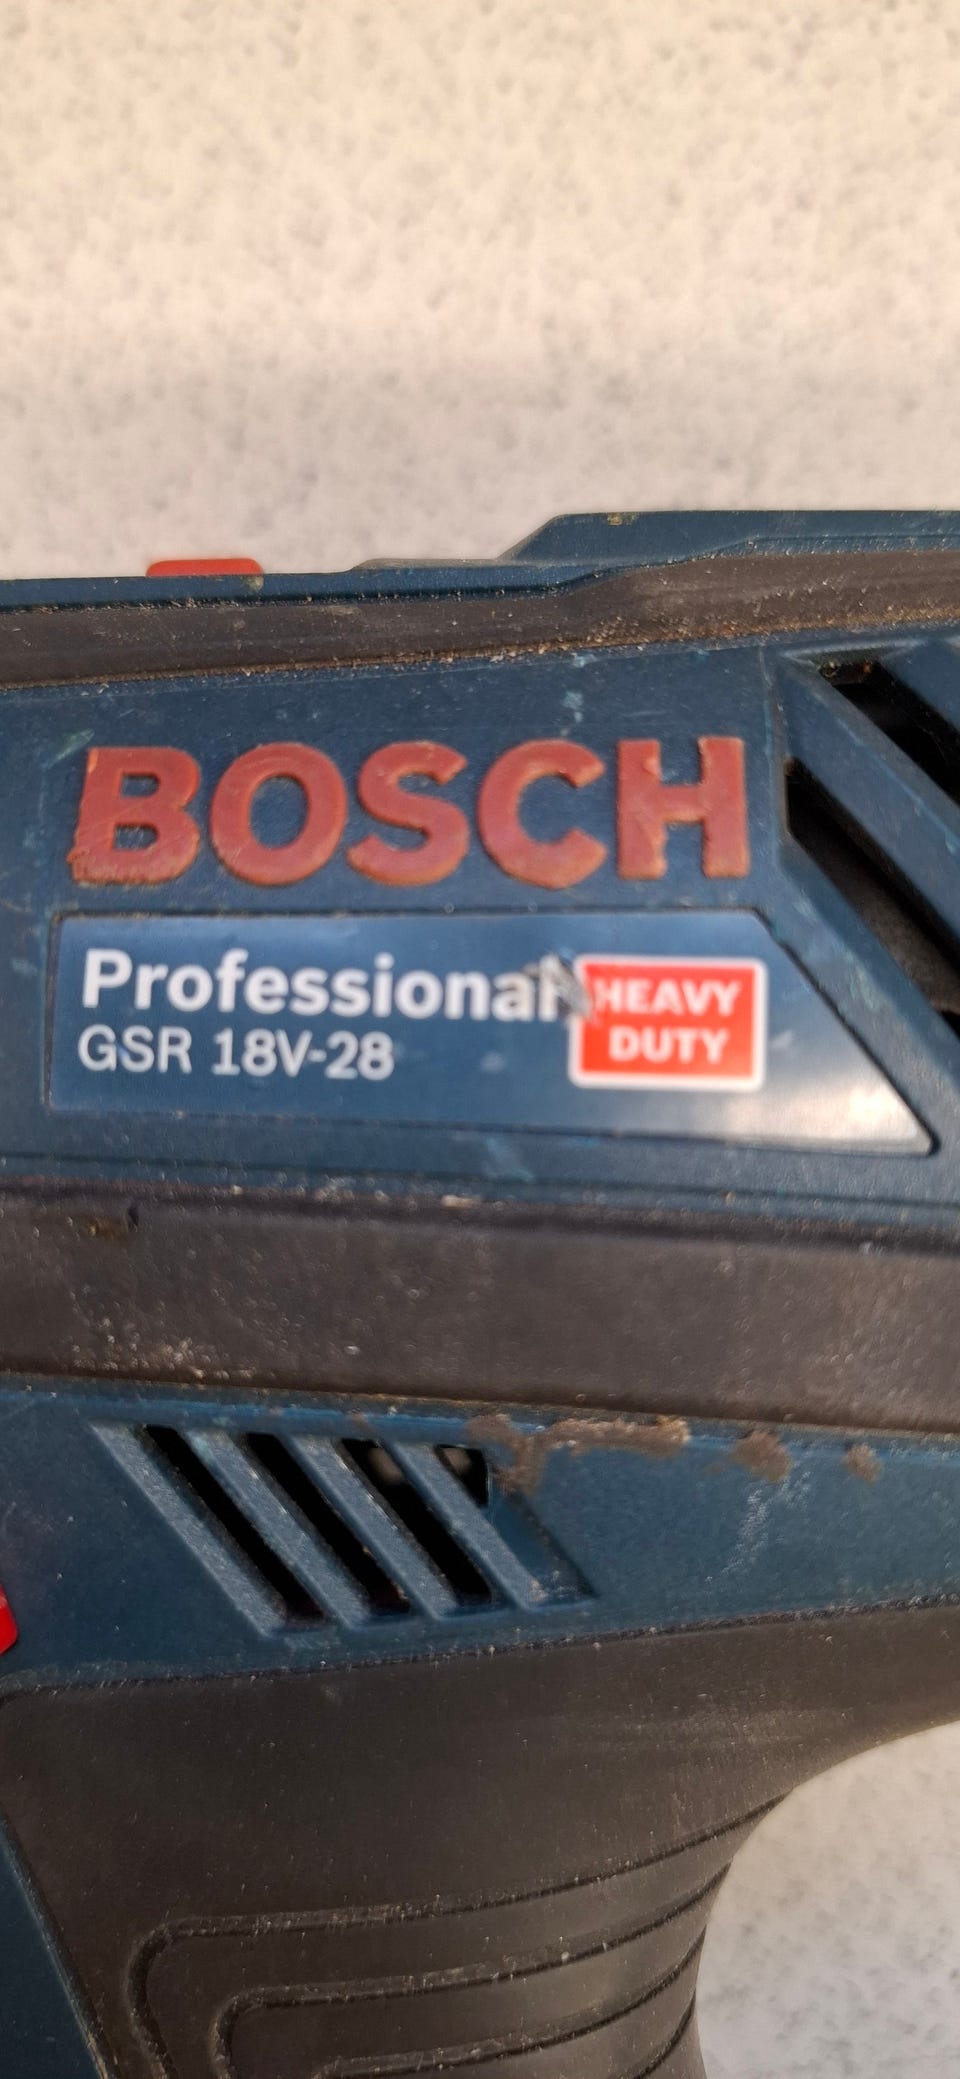 BOSCH
Professional HEAVY
DUTY
GSR 18V-28